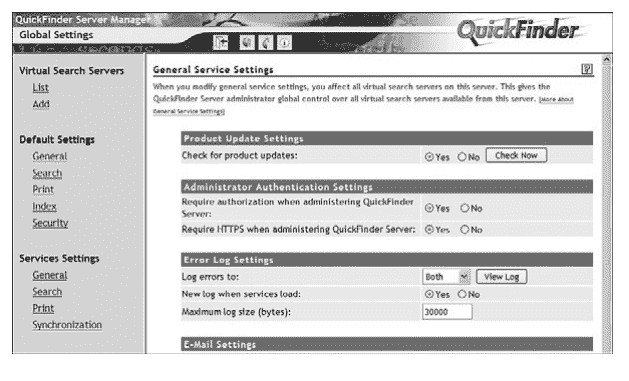 QuickFinder Server Manager
Global Settings
QuickFinder
Virtual Search Servers
List
Add
Default Settings
General
Search
Print
Index
Security
Services Settings
General
Search
Print
Synchronization
General Service Settings
When you modify general service settings, you affect all virtual search servers on this server. This gives the
QuickFinder Server administrator global control over all virtual search servers available from this server. [More About
General Service Settings]
Product Update Settings
Check for product updates: Yes No Check Now
Administrator Authentication Settings
Require authorization when administering QuickFinder
Server: Yes No
Require HTTPS when administering QuickFinder Server: Yes No
Error Log Settings
Log errors to: Both View Log
New log when services load: Yes No
Maximum log size (bytes): 30000
E-Mail Settings